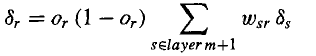 δ_r = o_r (1 − o_r) ∑_{s∈layer m+1} w_{sr} δ_s